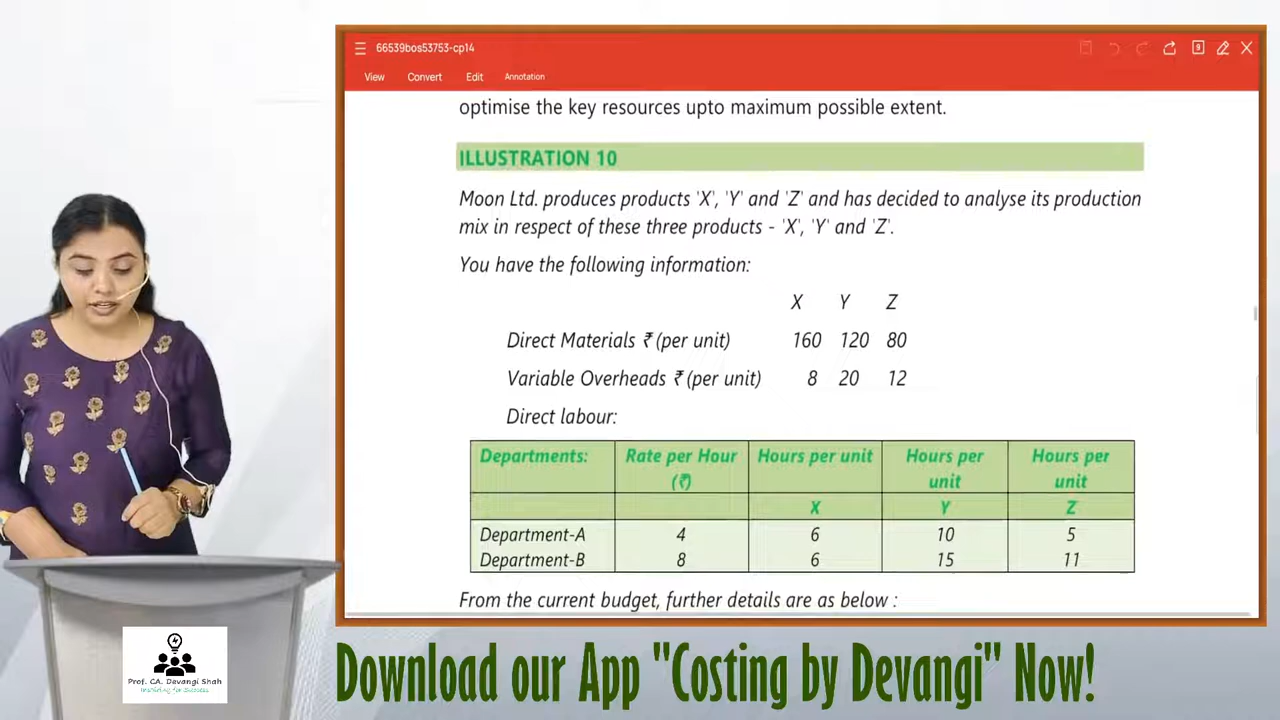 66539bos53753-cp14
View Convert Edit Annotation
optimise the key resources upto maximum possible extent.
ILLUSTRATION 10
Moon Ltd. produces products 'X', 'Y' and 'Z' and has decided to analyse its production
mix in respect of these three products - 'X', 'Y' and 'Z'.
You have the following information:
X Y Z
Direct Materials ₹ (per unit) 160 120 80
Variable Overheads ₹ (per unit) 8 20 12
Direct labour:
Departments: Rate per Hour (₹) Hours per unit Hours per unit Hours per unit
X Y Z
Department-A 4 6 10 5
Department-B 8 6 15 11
From the current budget, further details are as below :
Prof. CA. Devangi Shah
Download our App "Costing by Devangi" Now!